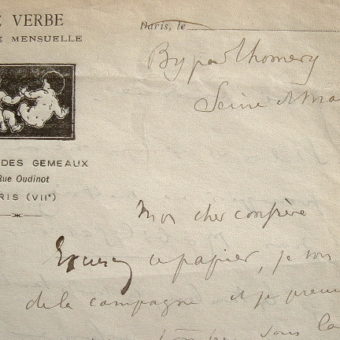 E VERBE
E MENSUELLE
Paris, le
By par Thomery
Seine & Ma
DES GEMEAUX
Rue Oudinot
RIS (VIIe)
Mon cher confrère
Excusez ce papier, je suis
de la campagne et je prends
sous la